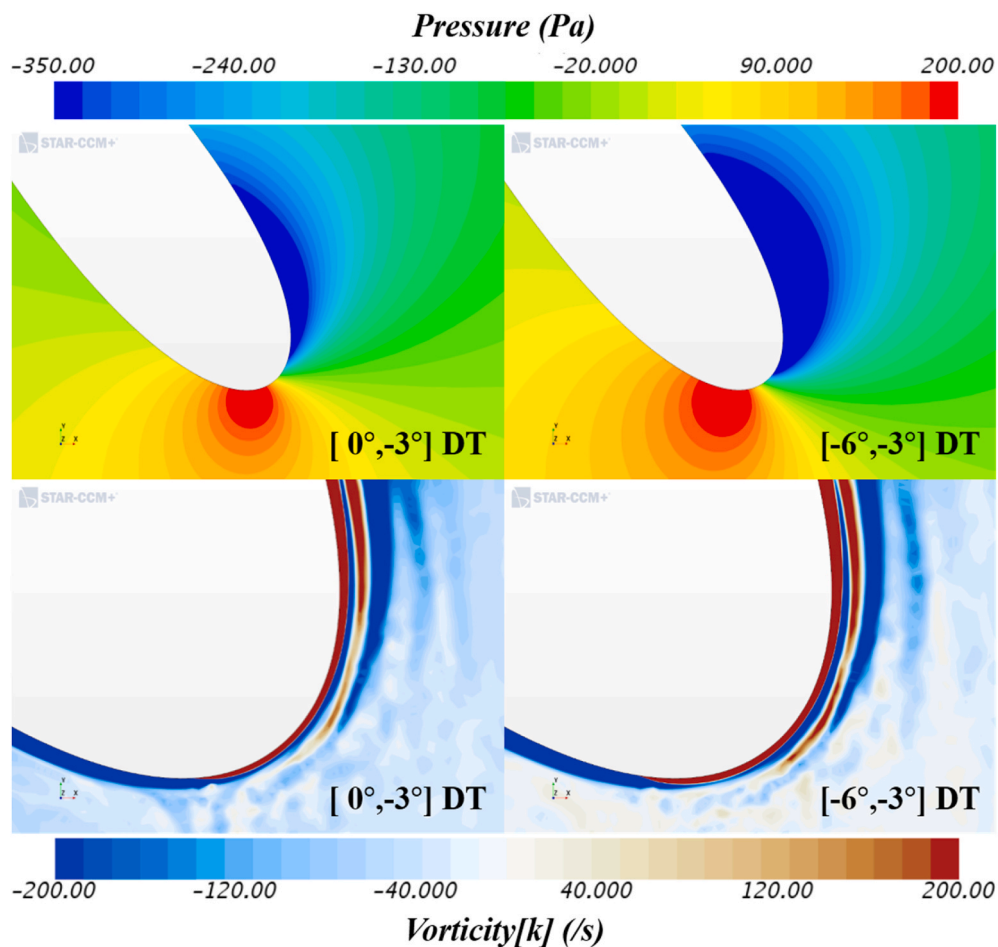 Pressure (Pa)
-350.00 -240.00 -130.00 -20.000 90.000 200.00
STAR-CCM+ STAR-CCM+
Y Z X Y Z X
[ 0°,-3°] DT [-6°,-3°] DT
STAR-CCM+ STAR-CCM+
Y Z X Y Z X
[ 0°,-3°] DT [-6°,-3°] DT
-200.00 -120.00 -40.000 40.000 120.00 200.00
Vorticity[k] (/s)